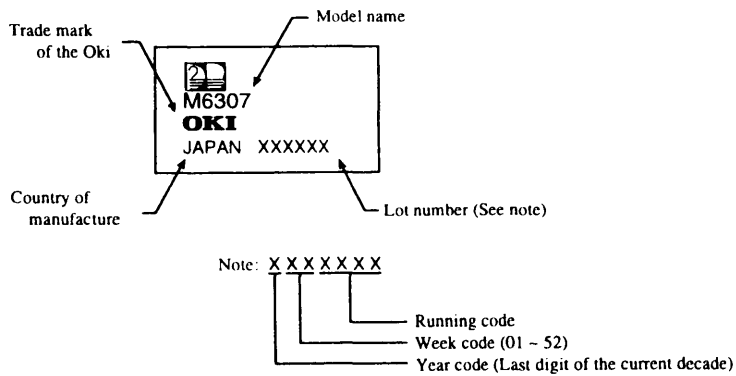 Model name
Trade mark
of the Oki
M6307
OKI
JAPAN XXXXXX
Country of
manufacture
Lot number (See note)
Note: X X X X X X X
Running code
Week code (01 ~ 52)
Year code (Last digit of the current decade)